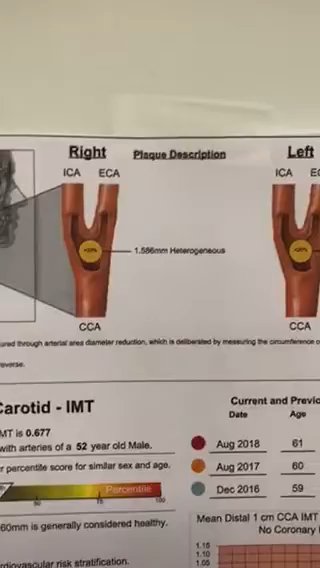 Right Plaque Description Left
ICA ECA ICA
1.586mm Heterogeneous
CCA CCA
ured through arterial area diameter reduction, which is deliberated by measuring the circumference o
reverse.
Carotid - IMT
MT is 0.677
with arteries of a 52 year old Male.
r percentile score for similar sex and age.
Percentile
50 75 100
60mm is generally considered healthy.
rdiovascular risk stratification.
Current and Previo
Date Age
Aug 2018 61
Aug 2017 60
Dec 2016 59
Mean Distal 1 cm CCA IMT
No Coronary
1.15
1.10
1.05